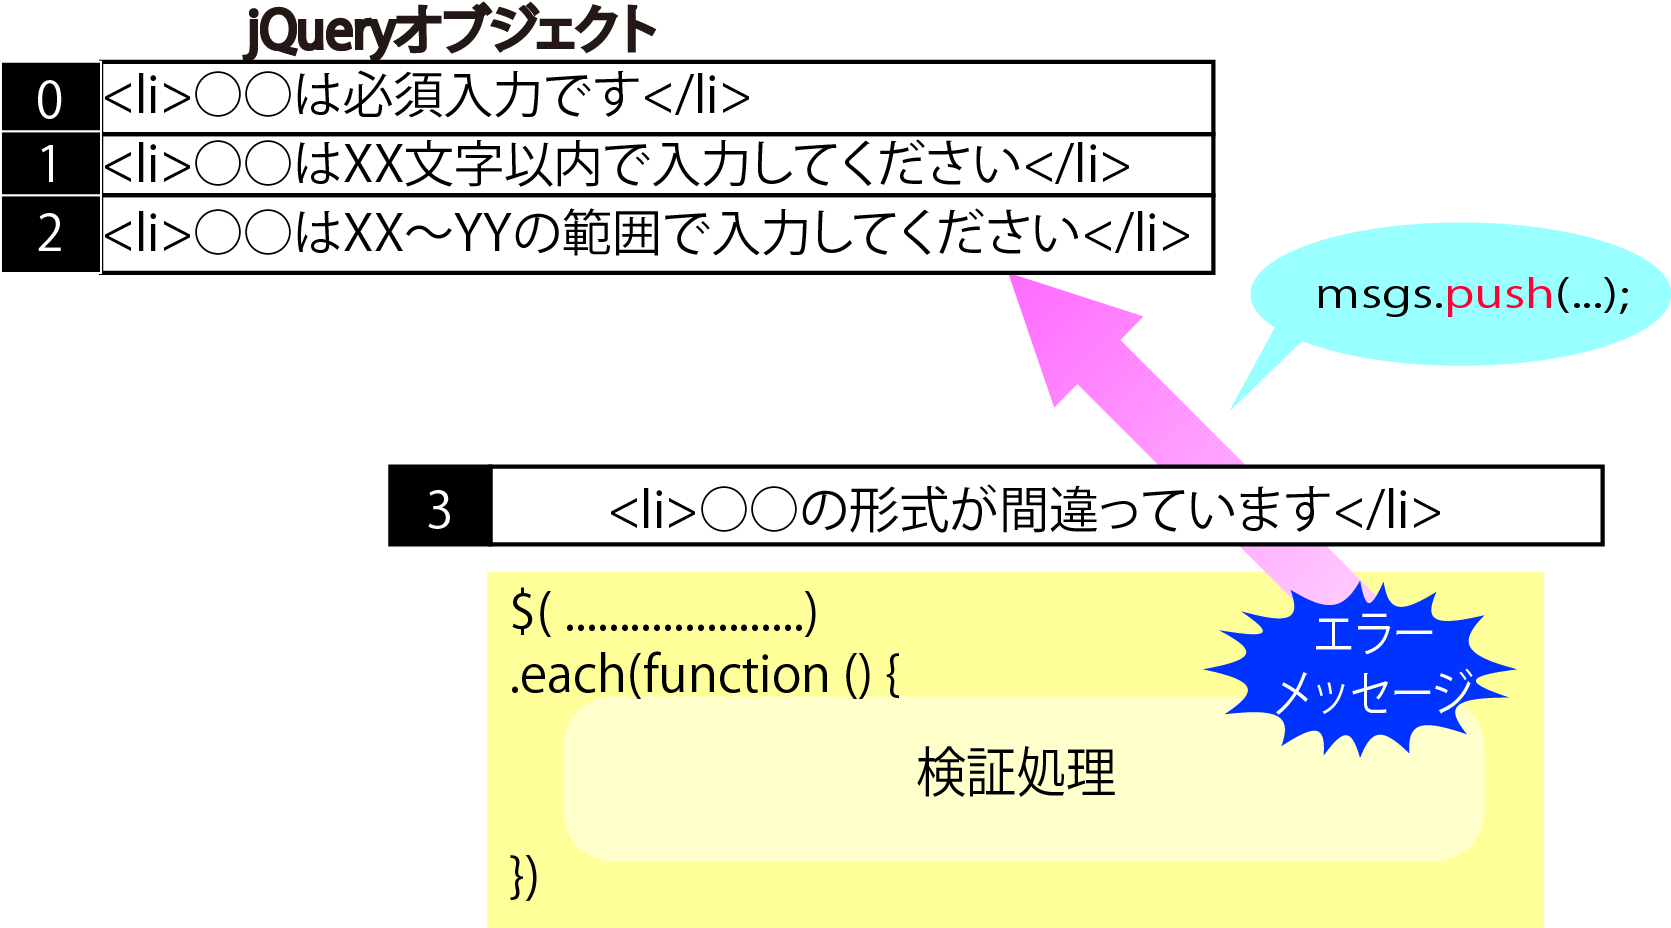 jQueryオブジェクト
0 <li>○○は必須入力です</li>
1 <li>○○はXX文字以内で入力してください</li>
2 <li>○○はXX～YYの範囲で入力してください</li>
msgs.push(...);
3 <li>○○の形式が間違っています</li>
$( ......................)
.each(function () {
エラー
メッセージ
検証処理
})